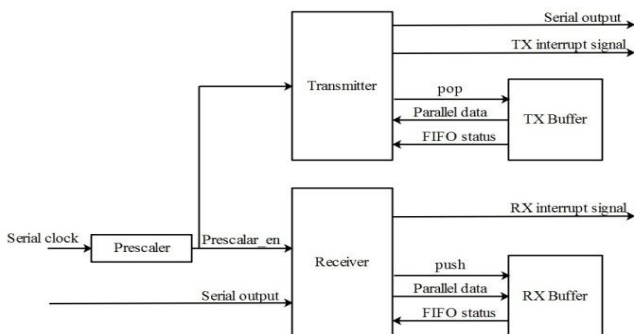 Serial output
TX interrupt signal
Transmitter
pop
Parallel data
FIFO status
TX Buffer
Serial clock
Prescaler
Prescalar_en
Serial output
Receiver
RX interrupt signal
push
Parallel data
FIFO status
RX Buffer